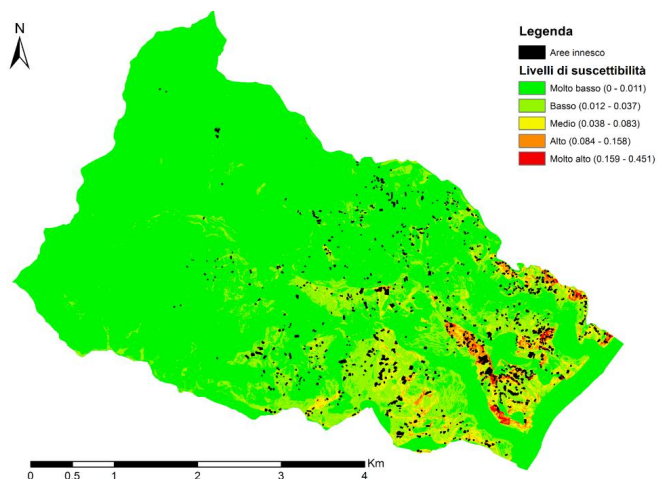 N
Legenda
Aree innesco
Livelli di suscettibilità
Molto basso (0 - 0.011)
Basso (0.012 - 0.037)
Medio (0.038 - 0.083)
Alto (0.084 - 0.158)
Molto alto (0.159 - 0.451)
Km
0 0.5 1 2 3 4